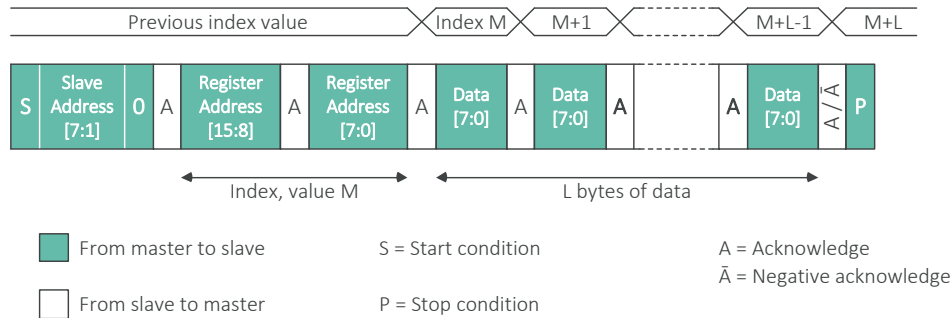 Previous index value
Index M
M+1
M+L-1
M+L
S
Slave
Address
[7:1]
0
A
Register
Address
[15:8]
A
Register
Address
[7:0]
A
Data
[7:0]
A
Data
[7:0]
A
A
Data
[7:0]
A / Ā
P
Index, value M
L bytes of data
From master to slave
S = Start condition
A = Acknowledge
Ā = Negative acknowledge
From slave to master
P = Stop condition